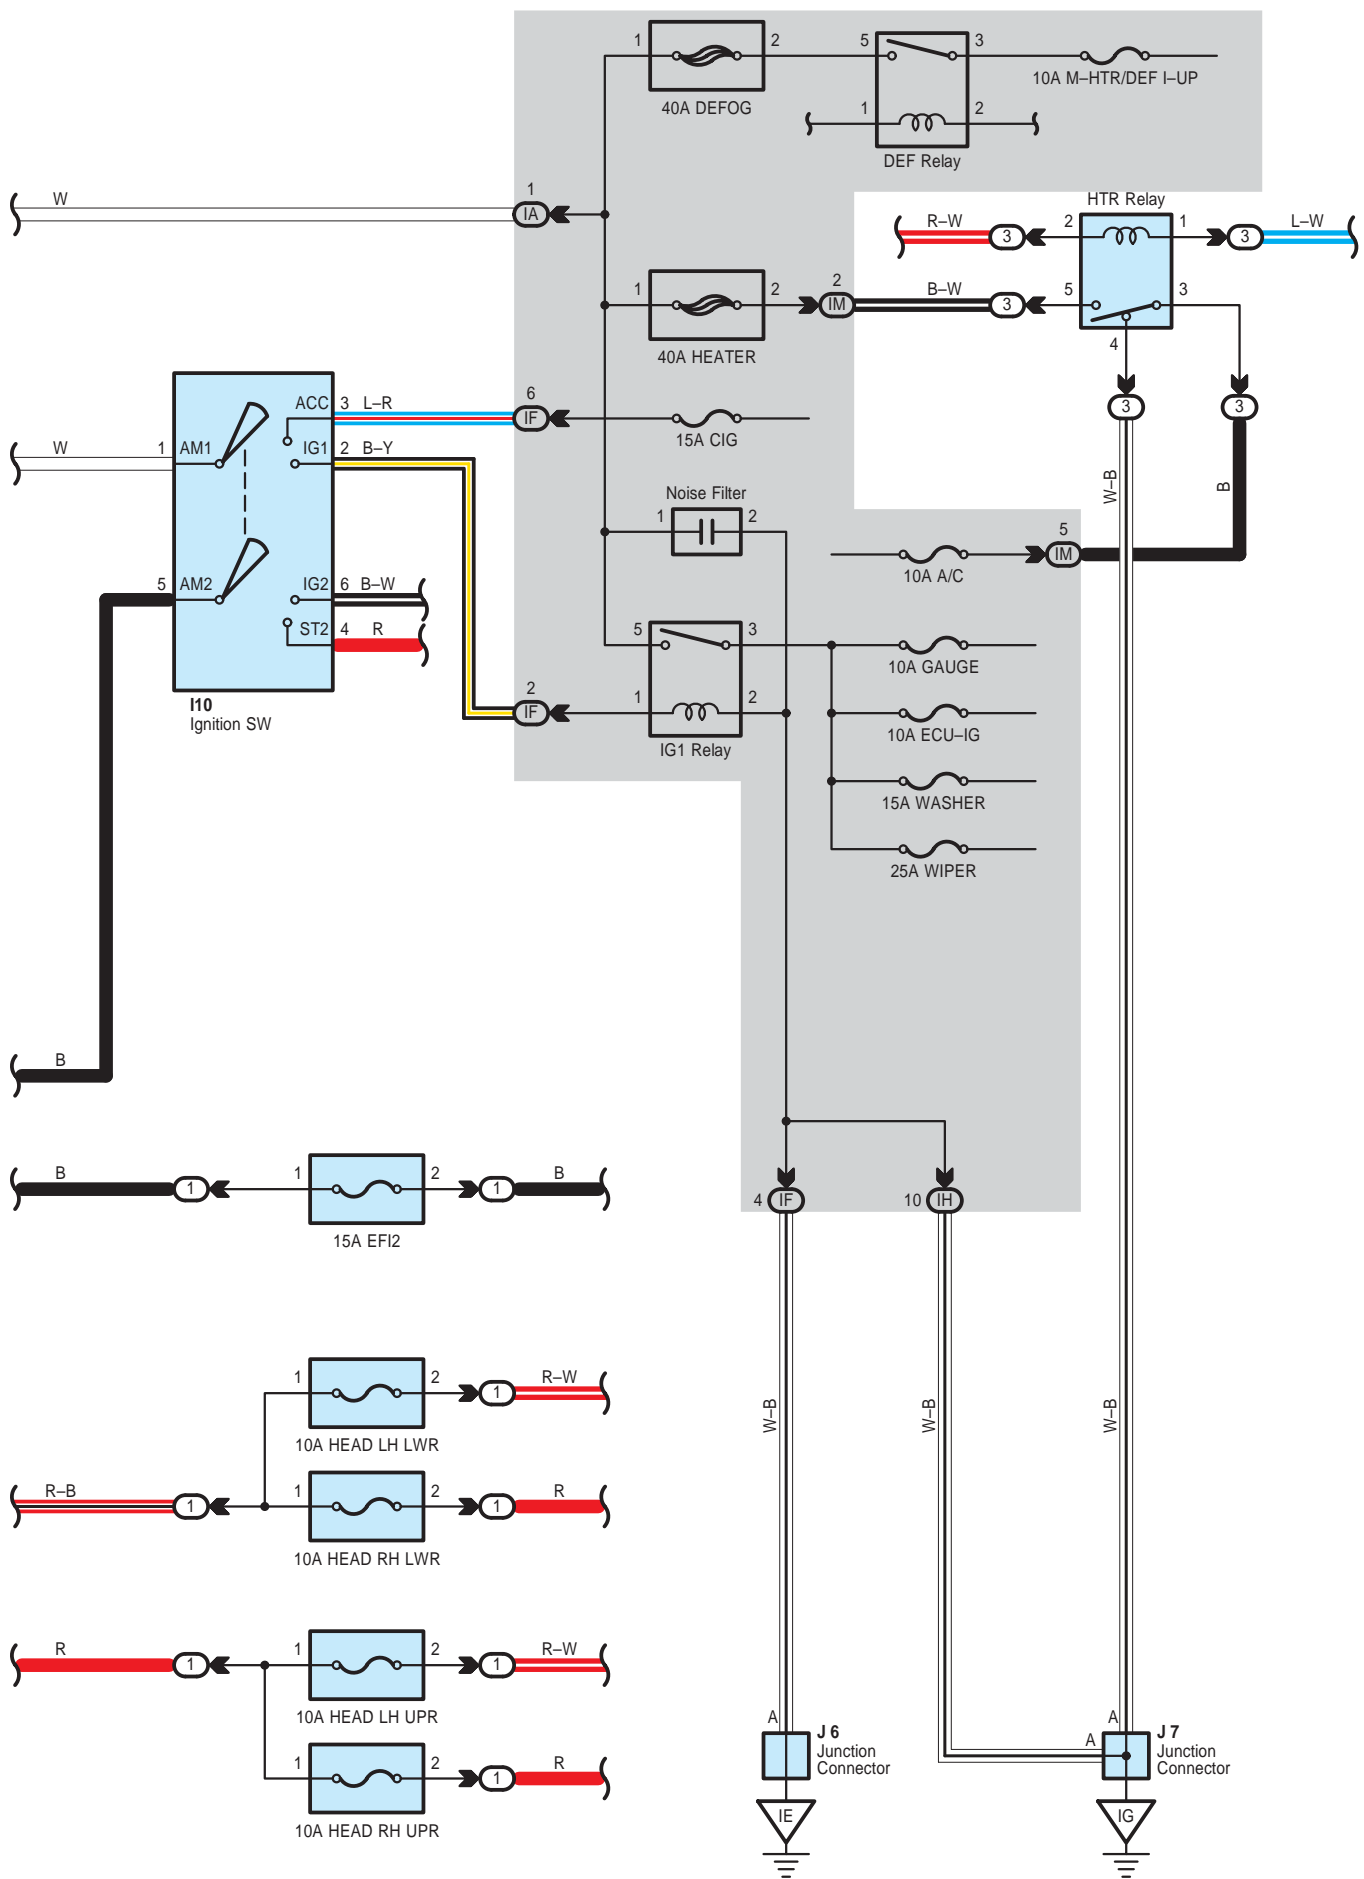 1 2 5 3
10A M–HTR/DEF I–UP
40A DEFOG
1 2
DEF Relay
W
1
IA
HTR Relay
R–W 3 2 1 3 L–W
1 2 2
IM
B–W 3 5 3
40A HEATER
4
3 3
ACC 3 L–R
6
IF
15A CIG
W 1 AM1 IG1 2 B–Y
W–B
B
Noise Filter
1 2
5
IM
10A A/C
5 AM2 IG2 6 B–W
ST2 4 R
5 3
10A GAUGE
2
IF
1 2
10A ECU–IG
IG1 Relay
I10
Ignition SW
15A WASHER
25A WIPER
B
B 1 1 2 1 B
15A EFI2
4 IF 10 IH
1 2 1 R–W
10A HEAD LH LWR
W–B W–B W–B
R–B 1 1 2 1 R
10A HEAD RH LWR
R 1 1 2 1 R–W
10A HEAD LH UPR
1 2 1 R
10A HEAD RH UPR
A J 6
Junction
Connector
A A J 7
Junction
Connector
IE IG